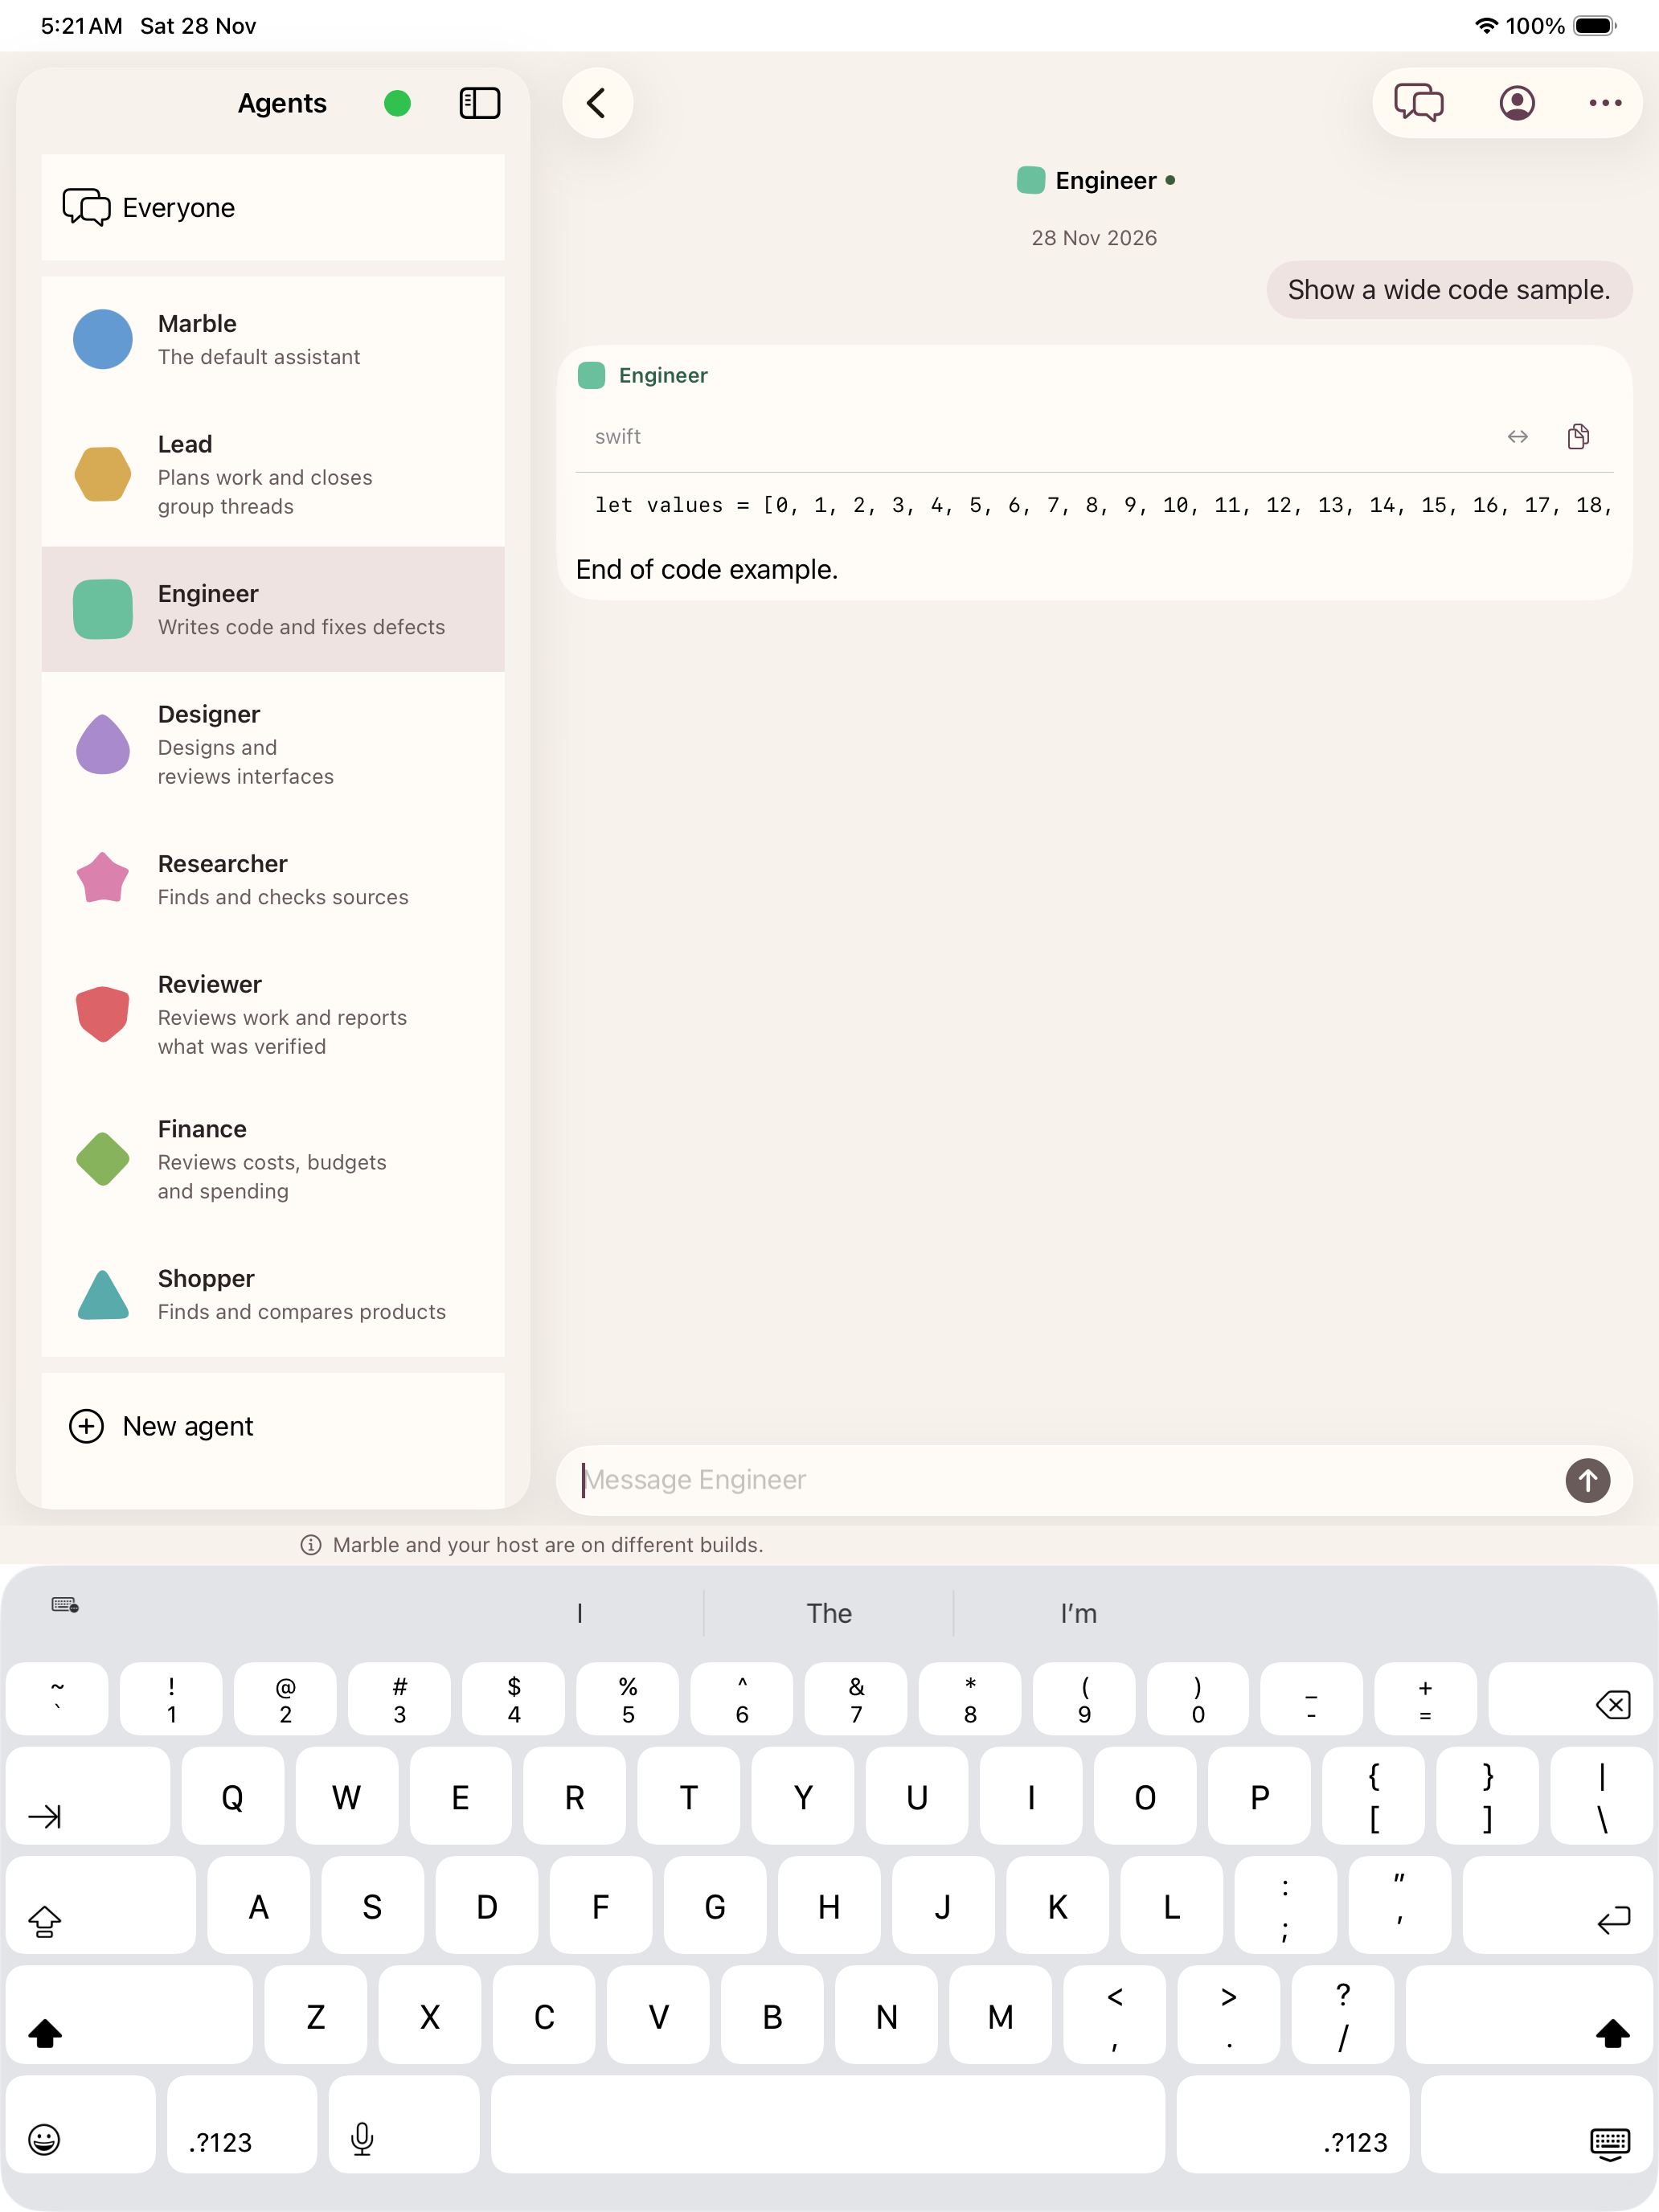 5:21 AM Sat 28 Nov
100%
Agents
Everyone
Marble
The default assistant
Lead
Plans work and closes
group threads
Engineer
Writes code and fixes defects
Designer
Designs and
reviews interfaces
Researcher
Finds and checks sources
Reviewer
Reviews work and reports
what was verified
Finance
Reviews costs, budgets
and spending
Shopper
Finds and compares products
New agent
Engineer
28 Nov 2026
Show a wide code sample.
Engineer
swift
let values = [0, 1, 2, 3, 4, 5, 6, 7, 8, 9, 10, 11, 12, 13, 14, 15, 16, 17, 18,
End of code example.
Message Engineer
Marble and your host are on different builds.
I The I’m
~ ! @ # $ % ^ & * ( ) _ +
` 1 2 3 4 5 6 7 8 9 0 - =
Q W E R T Y U I O P { } |
[ ] \
A S D F G H J K L : "
; '
Z X C V B N M < > ?
, . /
.?123 .?123